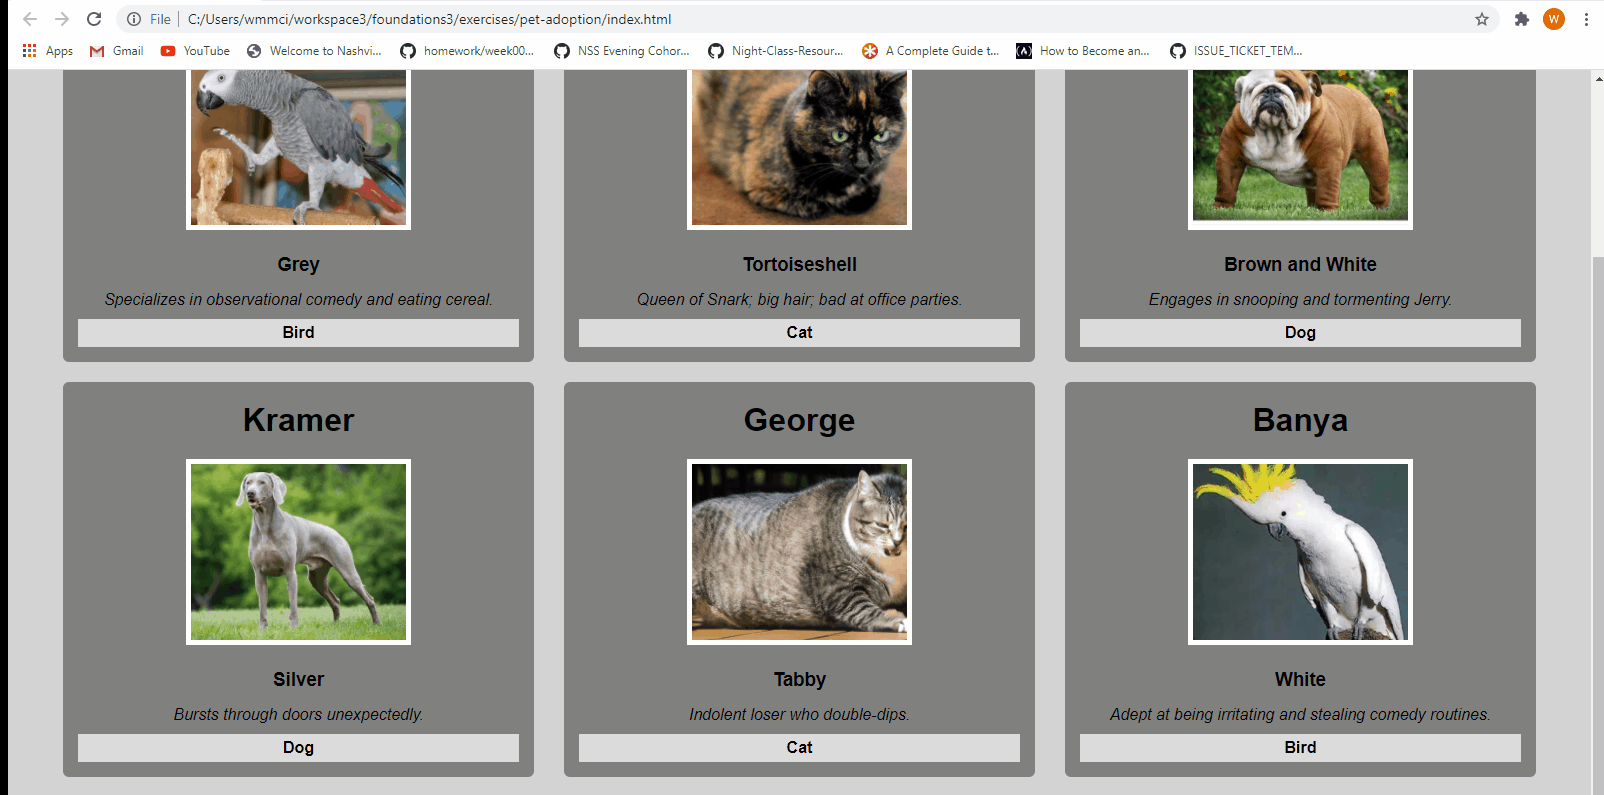 File C:/Users/wmmci/workspace3/foundations3/exercises/pet-adoption/index.html W
Apps Gmail YouTube Welcome to Nashvi... homework/week00... NSS Evening Cohor... Night-Class-Resour... A Complete Guide t... How to Become an... ISSUE_TICKET_TEM...
Grey Tortoiseshell Brown and White
Specializes in observational comedy and eating cereal. Queen of Snark; big hair; bad at office parties. Engages in snooping and tormenting Jerry.
Bird Cat Dog
Kramer George Banya
Silver Tabby White
Bursts through doors unexpectedly. Indolent loser who double-dips. Adept at being irritating and stealing comedy routines.
Dog Cat Bird